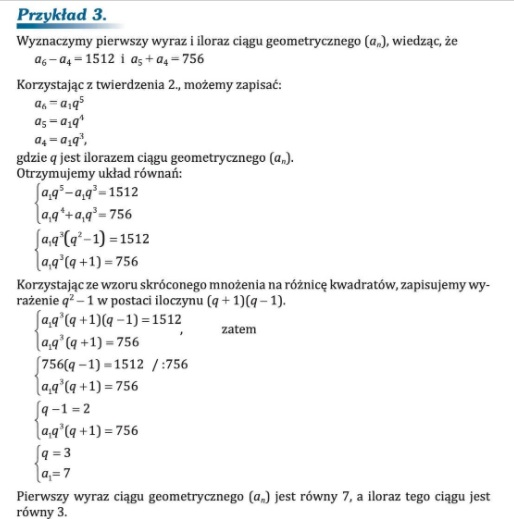 Przykład 3.
Wyznaczymy pierwszy wyraz i iloraz ciągu geometrycznego (aₙ), wiedząc, że
a₆ – a₄ = 1512 i a₅ + a₄ = 756
Korzystając z twierdzenia 2., możemy zapisać:
a₆ = a₁q⁵
a₅ = a₁q⁴
a₄ = a₁q³,
gdzie q jest ilorazem ciągu geometrycznego (aₙ).
Otrzymujemy układ równań:
{a₁q⁵ – a₁q³ = 1512
a₁q⁴ + a₁q³ = 756
{a₁q³(q² – 1) = 1512
a₁q³(q + 1) = 756
Korzystając ze wzoru skróconego mnożenia na różnicę kwadratów, zapisujemy wy-
rażenie q² – 1 w postaci iloczynu (q + 1)(q – 1).
{a₁q³(q + 1)(q – 1) = 1512
a₁q³(q + 1) = 756 , zatem
{756(q – 1) = 1512 / :756
a₁q³(q + 1) = 756
{q – 1 = 2
a₁q³(q + 1) = 756
{q = 3
a₁ = 7
Pierwszy wyraz ciągu geometrycznego (aₙ) jest równy 7, a iloraz tego ciągu jest
równy 3.